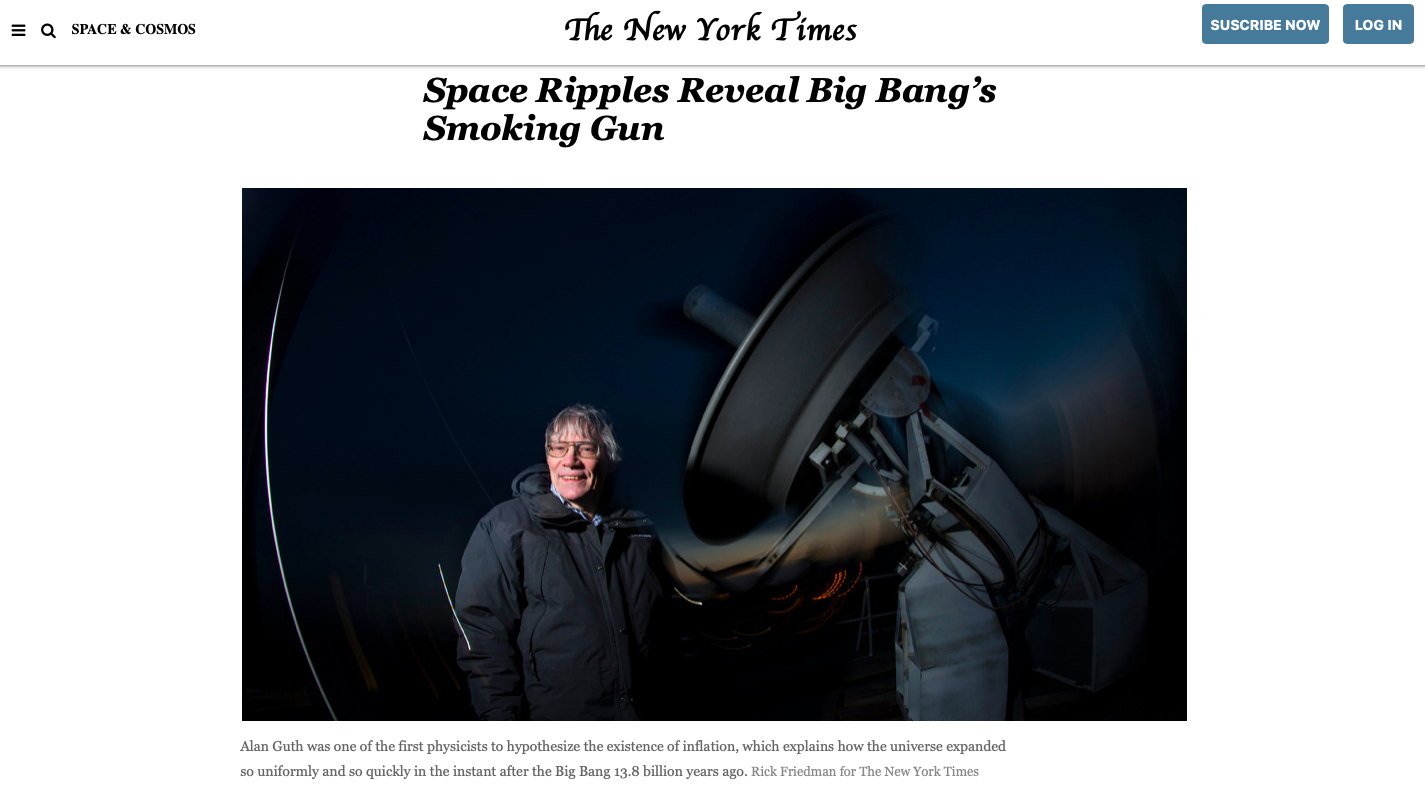 SPACE & COSMOS
The New York Times
SUSCRIBE NOW
LOG IN
Space Ripples Reveal Big Bang’s
Smoking Gun
Alan Guth was one of the first physicists to hypothesize the existence of inflation, which explains how the universe expanded
so uniformly and so quickly in the instant after the Big Bang 13.8 billion years ago. Rick Friedman for The New York Times